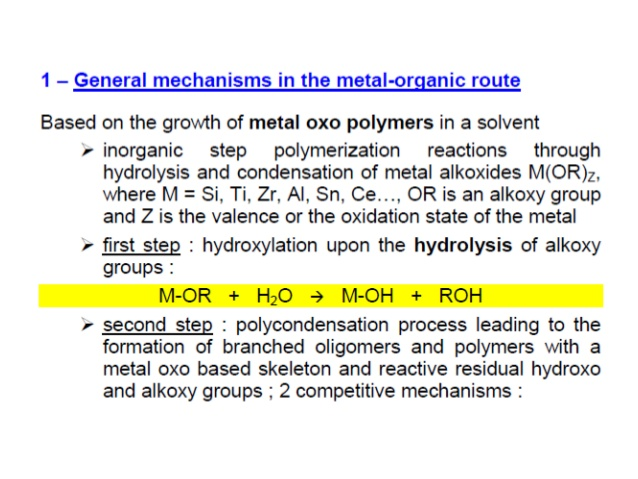 1 – General mechanisms in the metal-organic route
Based on the growth of metal oxo polymers in a solvent
➢ inorganic step polymerization reactions through
hydrolysis and condensation of metal alkoxides M(OR)Z,
where M = Si, Ti, Zr, Al, Sn, Ce…, OR is an alkoxy group
and Z is the valence or the oxidation state of the metal
➢ first step : hydroxylation upon the hydrolysis of alkoxy
groups :
M-OR + H₂O → M-OH + ROH
➢ second step : polycondensation process leading to the
formation of branched oligomers and polymers with a
metal oxo based skeleton and reactive residual hydroxo
and alkoxy groups ; 2 competitive mechanisms :